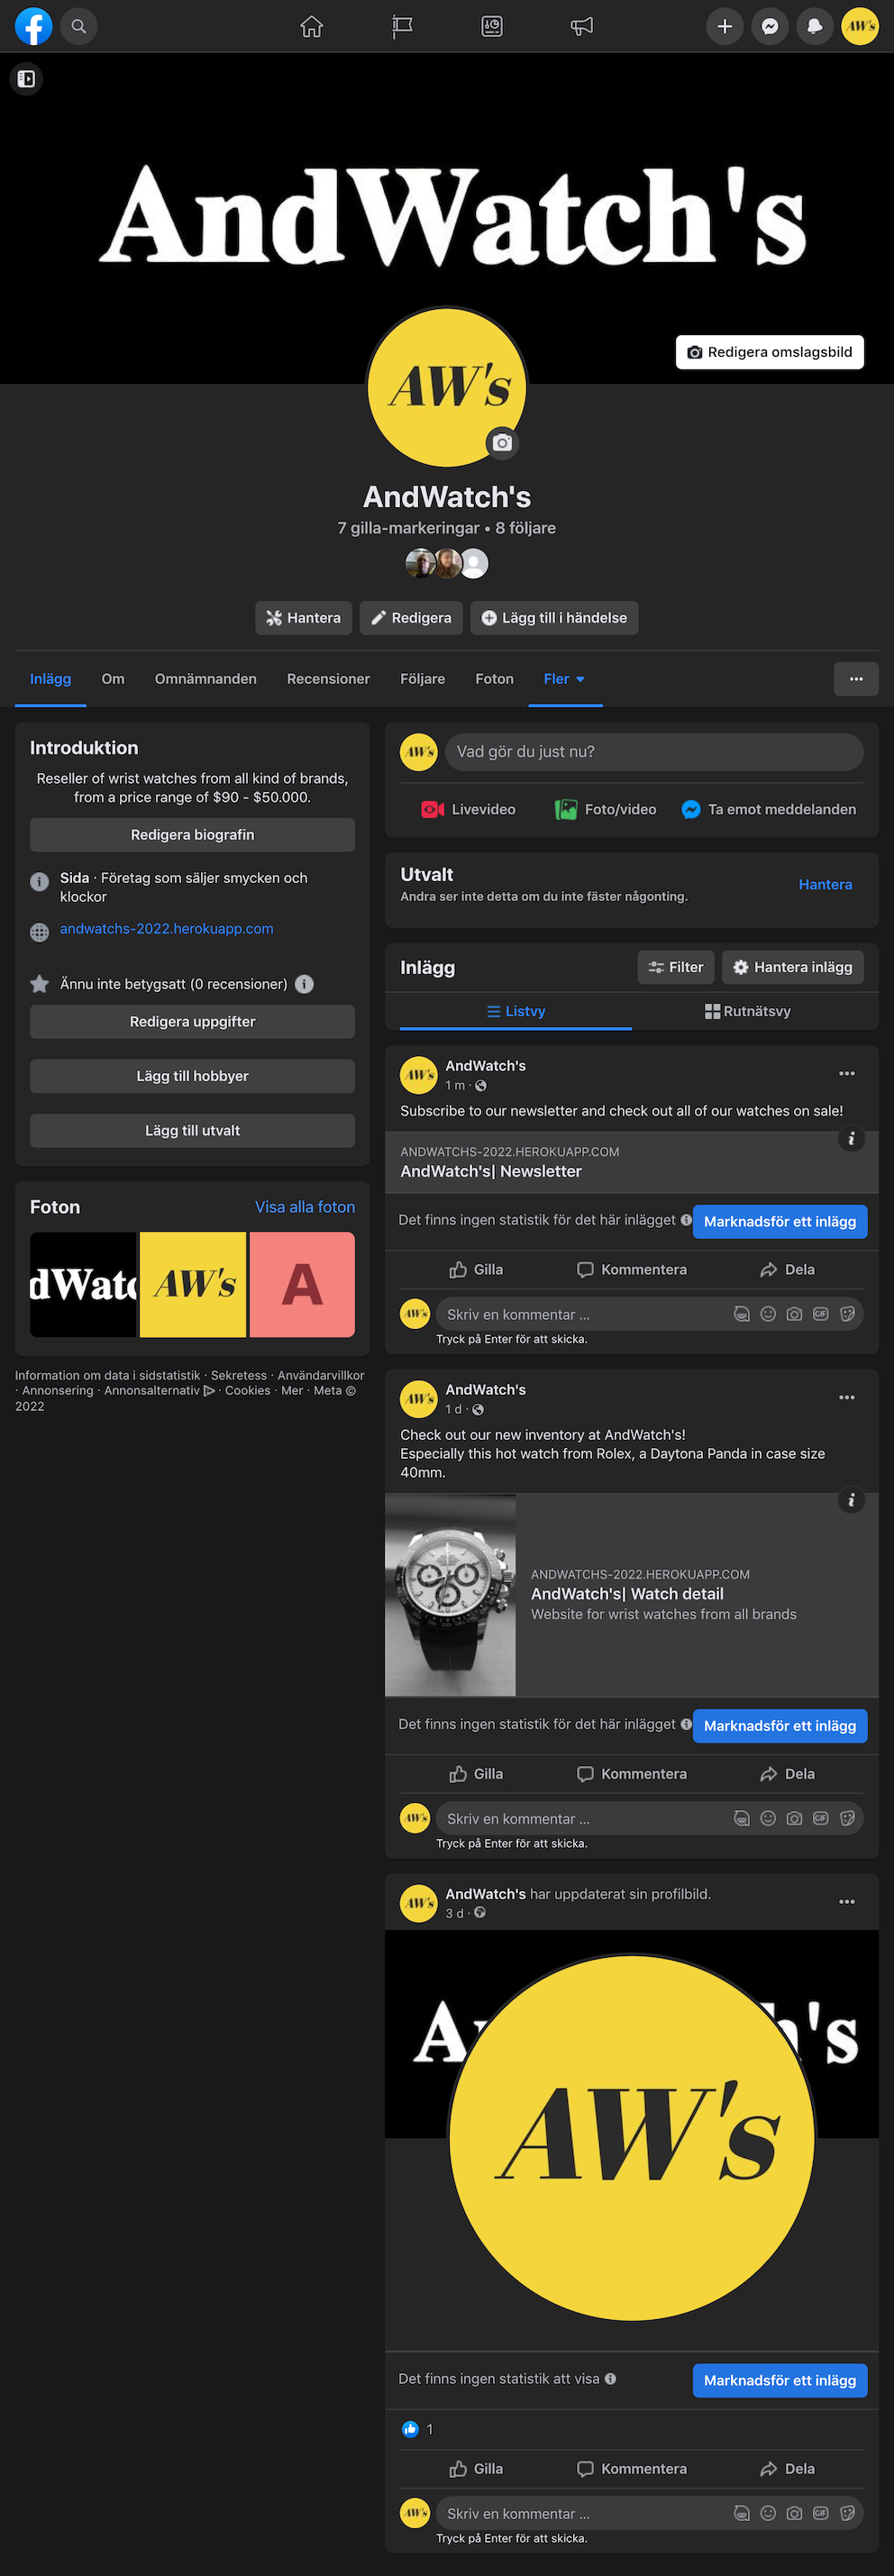 AW's
AndWatch's
Redigera omslagsbild
AW's
AndWatch's
7 gilla-markeringar • 8 följare
Hantera
Redigera
Lägg till i händelse
Inlägg
Om
Omnämnanden
Recensioner
Följare
Foton
Fler
Introduktion
Reseller of wrist watches from all kind of brands,
from a price range of $90 - $50.000.
Redigera biografin
Sida · Företag som säljer smycken och
klockor
andwatchs-2022.herokuapp.com
Ännu inte betygsatt (0 recensioner)
Redigera uppgifter
Lägg till hobbyer
Lägg till utvalt
Foton
Visa alla foton
dWatc
AW's
A
Information om data i sidstatistik · Sekretess · Användarvillkor
· Annonsering · Annonsalternativ · Cookies · Mer · Meta ©
2022
AW's
Vad gör du just nu?
Livevideo
Foto/video
Ta emot meddelanden
Utvalt
Andra ser inte detta om du inte fäster någonting.
Hantera
Inlägg
Filter
Hantera inlägg
Listvy
Rutnätsvy
AW's
AndWatch's
1 m ·
Subscribe to our newsletter and check out all of our watches on sale!
ANDWATCHS-2022.HEROKUAPP.COM
AndWatch's| Newsletter
Det finns ingen statistik för det här inlägget
Marknadsför ett inlägg
Gilla
Kommentera
Dela
AW's
Skriv en kommentar ...
GIF
Tryck på Enter för att skicka.
AW's
AndWatch's
1 d ·
Check out our new inventory at AndWatch's!
Especially this hot watch from Rolex, a Daytona Panda in case size
40mm.
ANDWATCHS-2022.HEROKUAPP.COM
AndWatch's| Watch detail
Website for wrist watches from all brands
Det finns ingen statistik för det här inlägget
Marknadsför ett inlägg
Gilla
Kommentera
Dela
AW's
Skriv en kommentar ...
GIF
Tryck på Enter för att skicka.
AW's
AndWatch's har uppdaterat sin profilbild.
3 d ·
A
's
AW's
Det finns ingen statistik att visa
Marknadsför ett inlägg
1
Gilla
Kommentera
Dela
AW's
Skriv en kommentar ...
GIF
Tryck på Enter för att skicka.